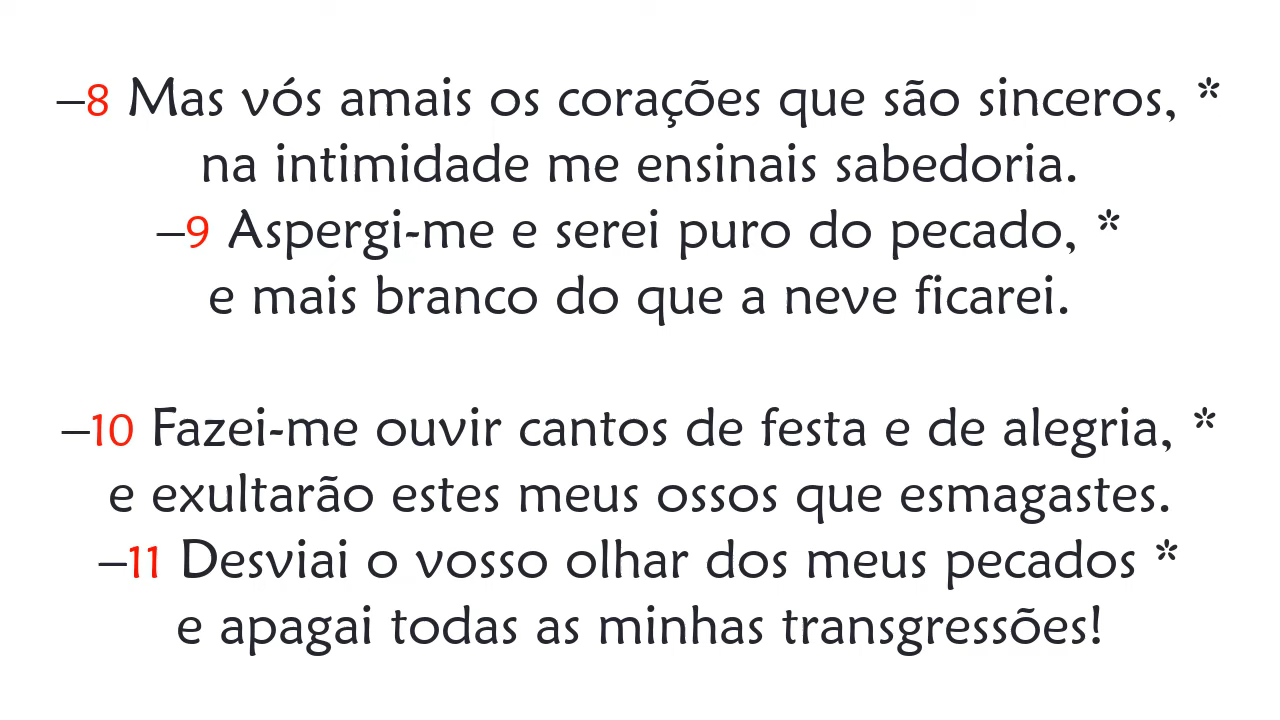 –8 Mas vós amais os corações que são sinceros, *
na intimidade me ensinais sabedoria.
–9 Aspergi-me e serei puro do pecado, *
e mais branco do que a neve ficarei.
–10 Fazei-me ouvir cantos de festa e de alegria, *
e exultarão estes meus ossos que esmagastes.
–11 Desviai o vosso olhar dos meus pecados *
e apagai todas as minhas transgressões!